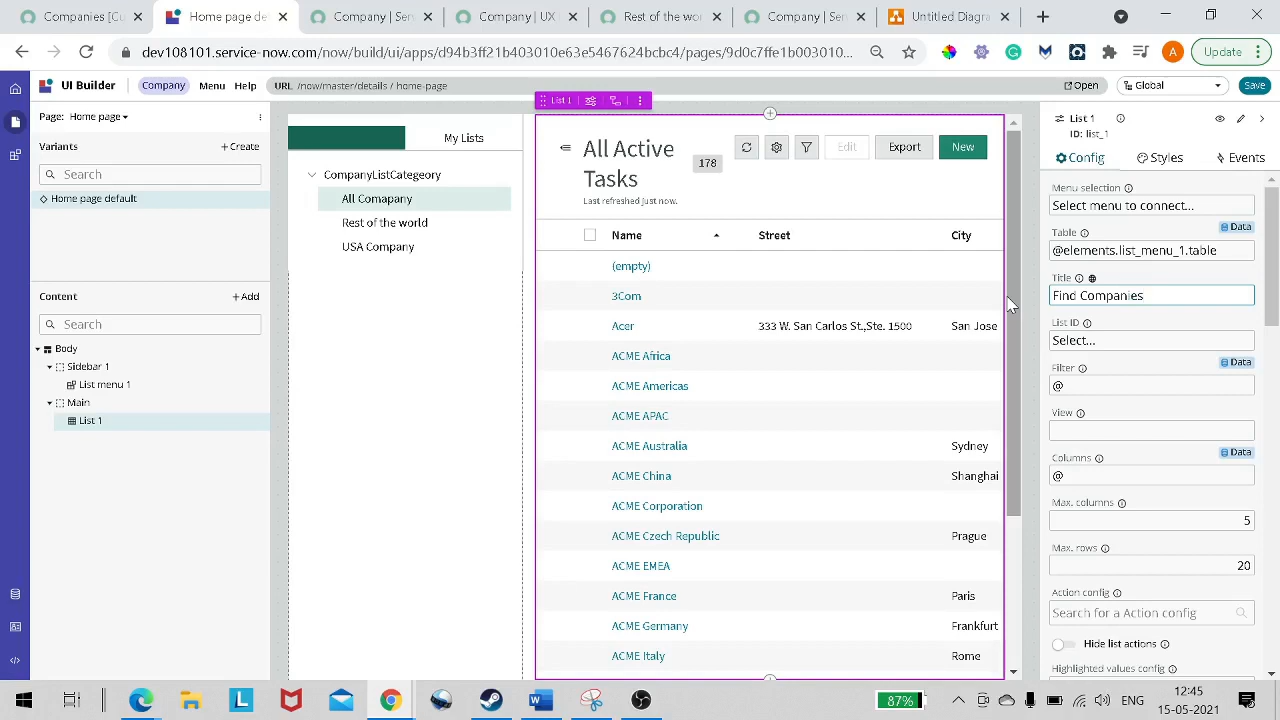 Companies [Co
Home page de
Company | Sen
Company | UX
Rest of the wo
Company | Sen
Untitled Diagra
dev108101.service-now.com/now/build/ui/apps/d94b3ff21b403010e63e5467624bcbc4/pages/9d0c7ffe1b003010...
A
Update
UI Builder
Company
Menu
Help
URL /now/master/details / home-page
Open
Global
Save
Page: Home page
Variants
+ Create
Search
Home page default
Content
+ Add
Search
Body
Sidebar 1
List menu 1
Main
List 1
My Lists
CompanyListCategeory
All Comapany
Rest of the world
USA Company
List 1
All Active
Tasks
178
Last refreshed just now.
Edit
Export
New
Name
Street
City
(empty)
3Com
Acer
333 W. San Carlos St.,Ste. 1500
San Jose
ACME Africa
ACME Americas
ACME APAC
ACME Australia
Sydney
ACME China
Shanghai
ACME Corporation
ACME Czech Republic
Prague
ACME EMEA
ACME France
Paris
ACME Germany
Frankfurt
ACME Italy
Rome
List 1
ID: list_1
Config
Styles
Events
Menu selection
Select menu to connect...
Table
Data
@elements.list_menu_1.table
Title
Find Companies
List ID
Select...
Filter
Data
@
View
Columns
Data
@
Max. columns
5
Max. rows
20
Action config
Search for a Action config
Hide list actions
Highlighted values config
87%
ENG
12:45
15-05-2021